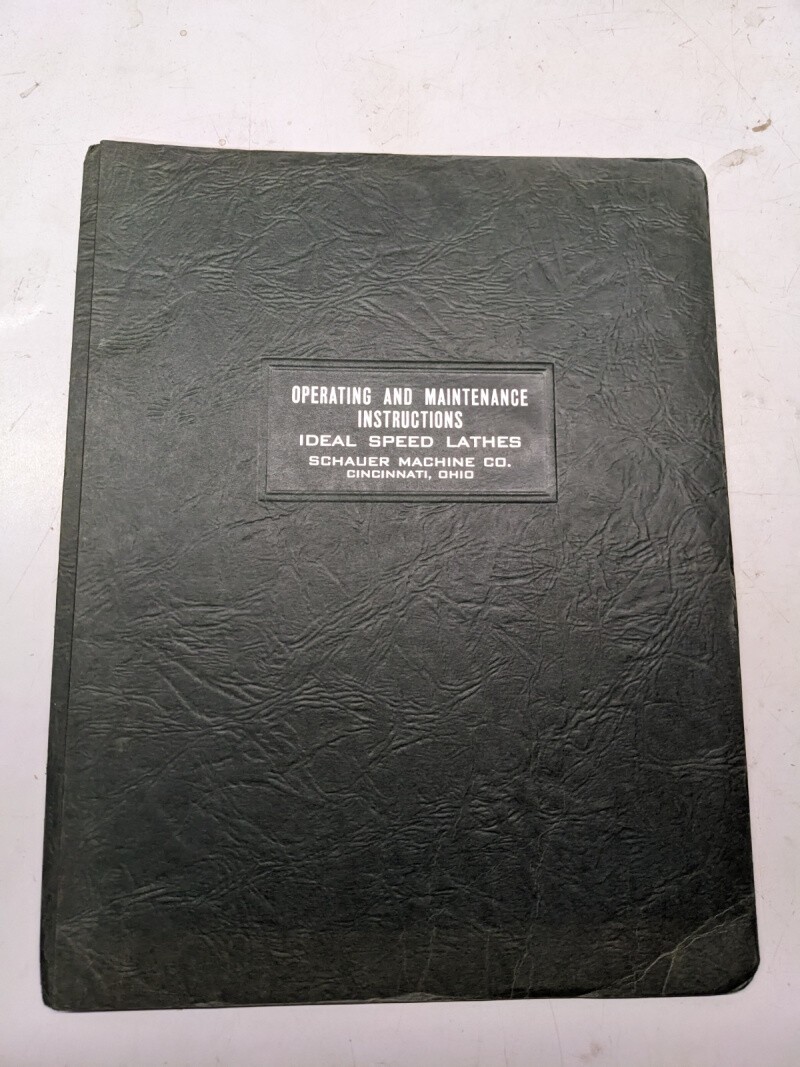 OPERATING AND MAINTENANCE
INSTRUCTIONS
IDEAL SPEED LATHES
SCHAUER MACHINE CO.
CINCINNATI, OHIO